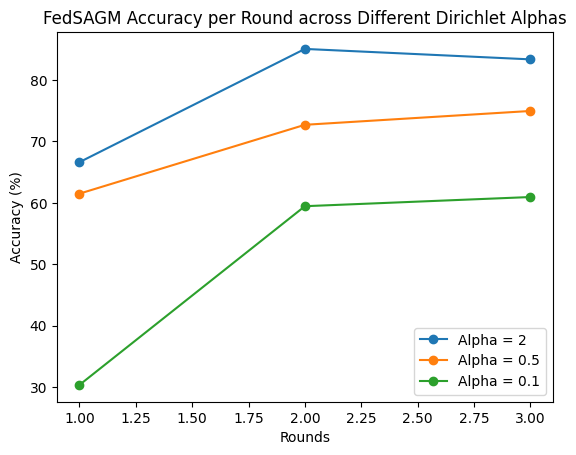 FedSAGM Accuracy per Round across Different Dirichlet Alphas
Accuracy (%)
80
70
60
50
40
30
Alpha = 2
Alpha = 0.5
Alpha = 0.1
1.00 1.25 1.50 1.75 2.00 2.25 2.50 2.75 3.00
Rounds